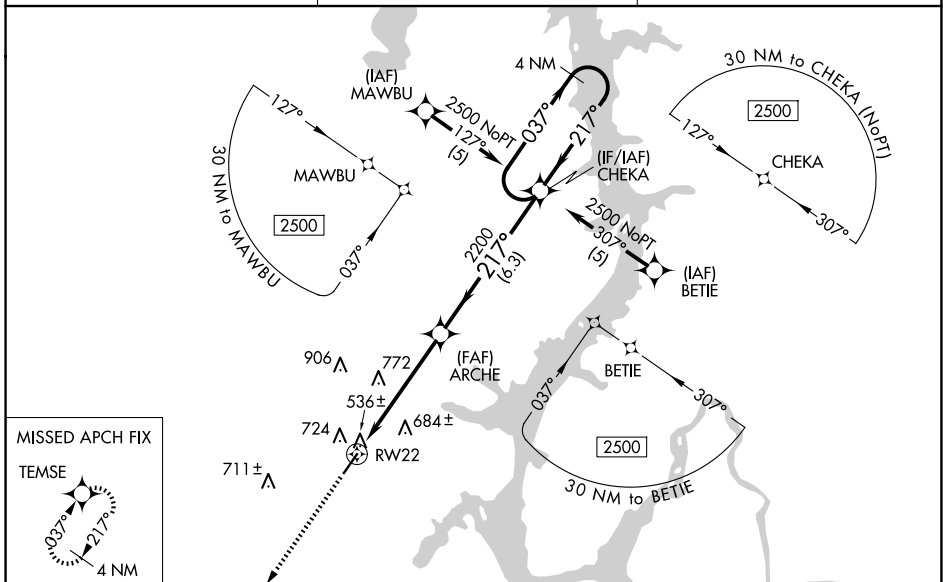 4 NM
(IAF)
MAWBU
2500 NoPT
127°
(5)
037°
217°
(IF/IAF)
CHEKA
30 NM to CHEKA (NoPT)
2500
127°
CHEKA
307°
127°
MAWBU
30 NM to MAWBU
2500
037°
2500 NoPT
307°
(5)
(IAF)
BETIE
2200
217°
(6.3)
(FAF)
ARCHE
BETIE
037°
307°
2500
30 NM to BETIE
906
772
536±
724
684±
RW22
711±
MISSED APCH FIX
TEMSE
037°
217°
4 NM